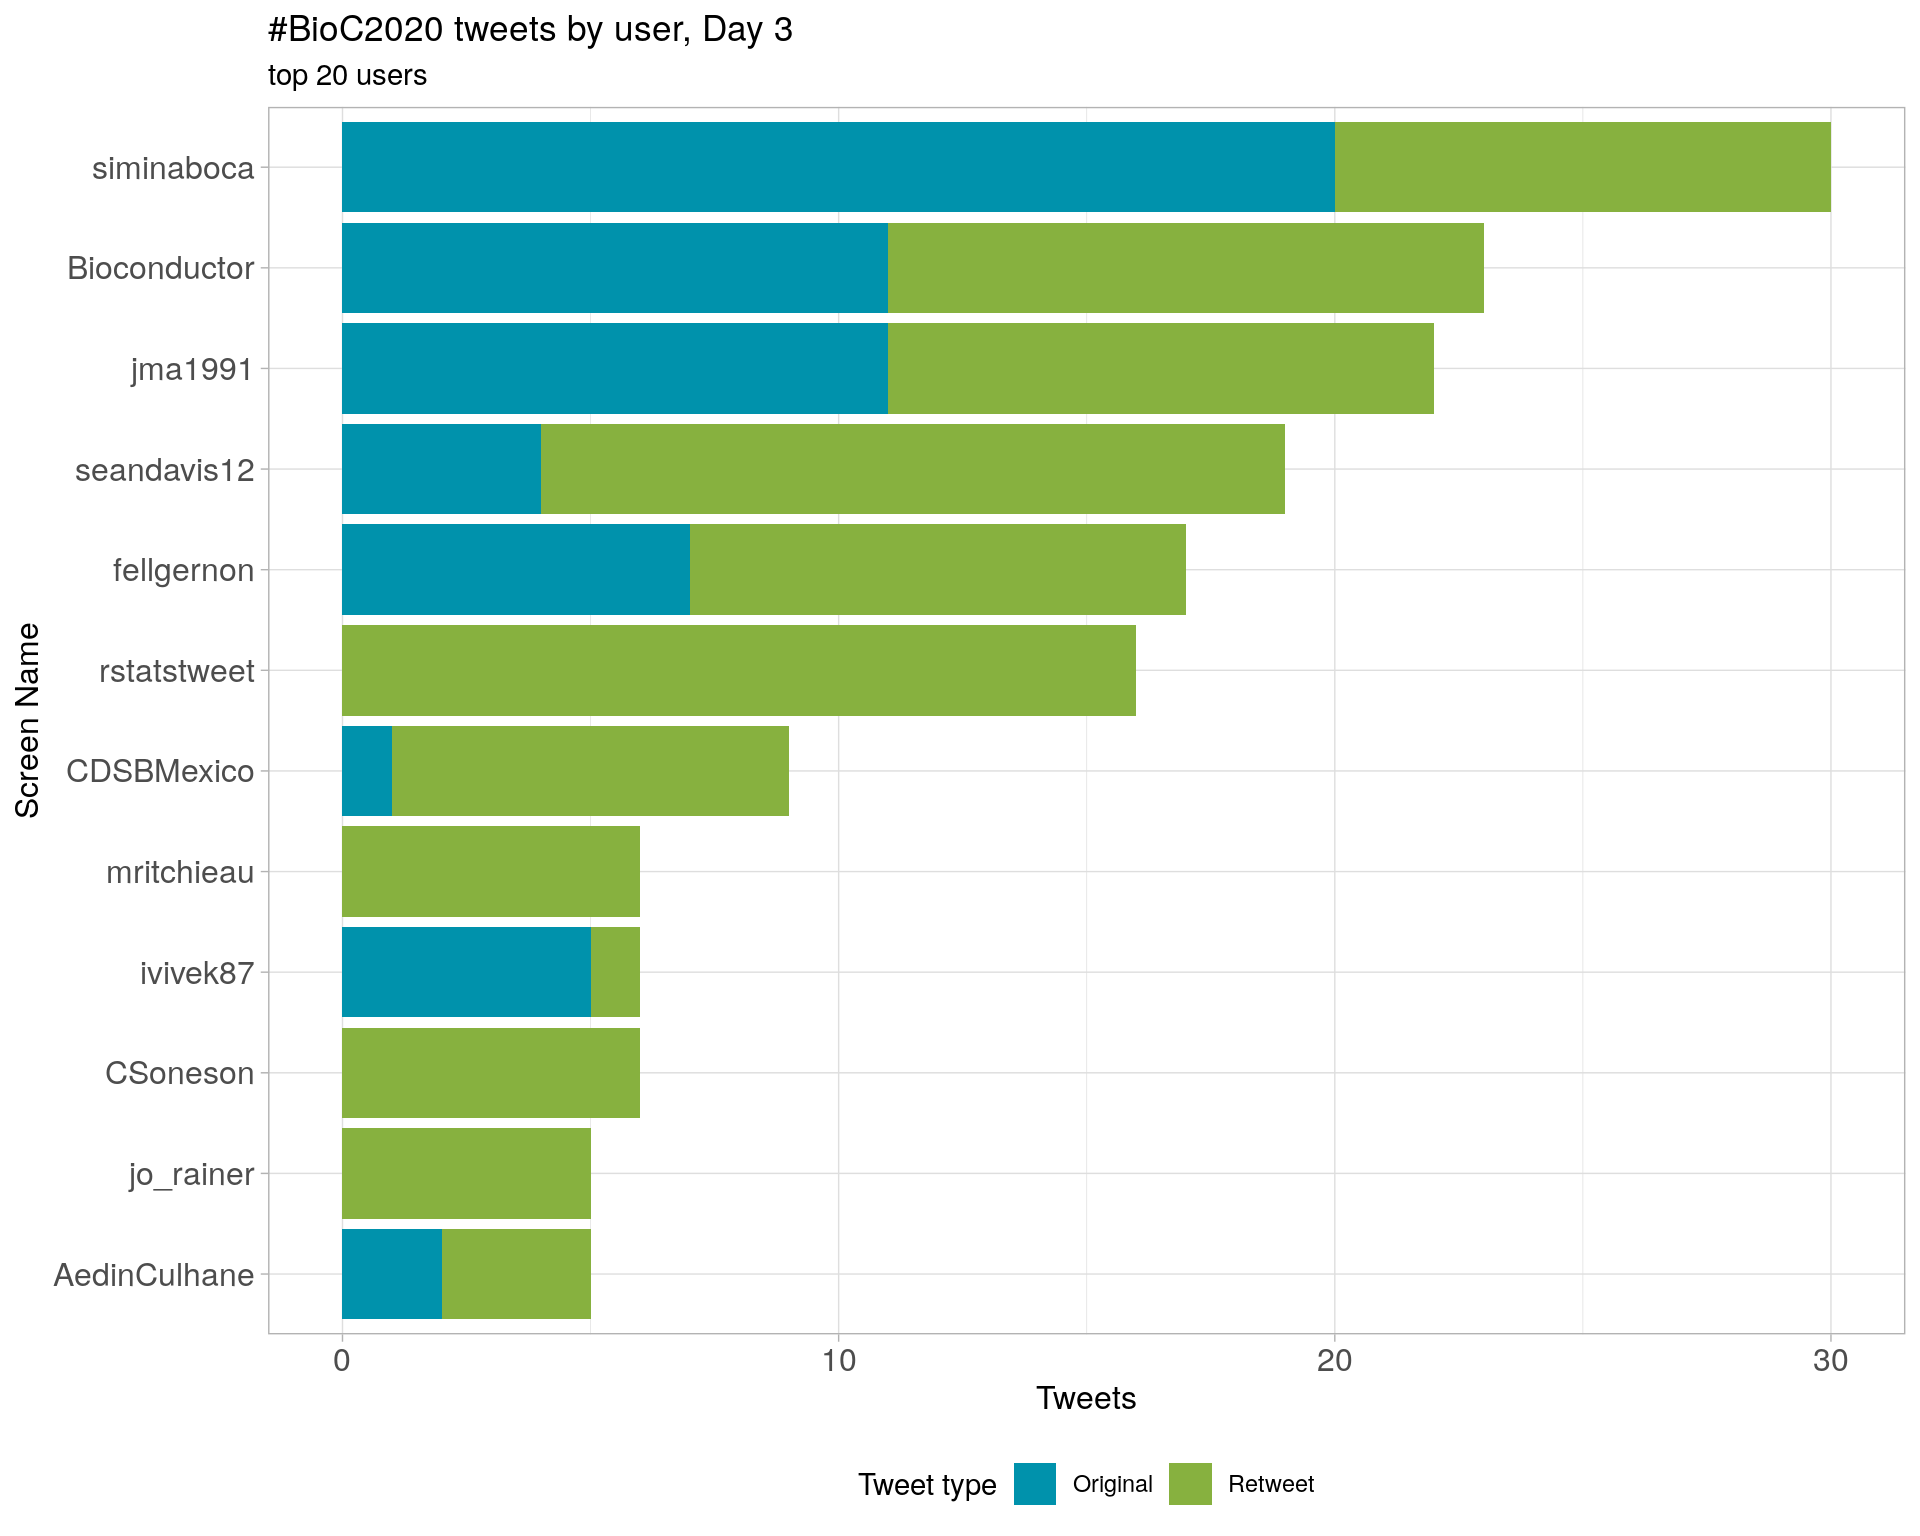 #BioC2020 tweets by user, Day 3
top 20 users
Screen Name
siminaboca
Bioconductor
jma1991
seandavis12
fellgernon
rstatstweet
CDSBMexico
mritchieau
ivivek87
CSoneson
jo_rainer
AedinCulhane
0 10 20 30
Tweets
Tweet type Original Retweet